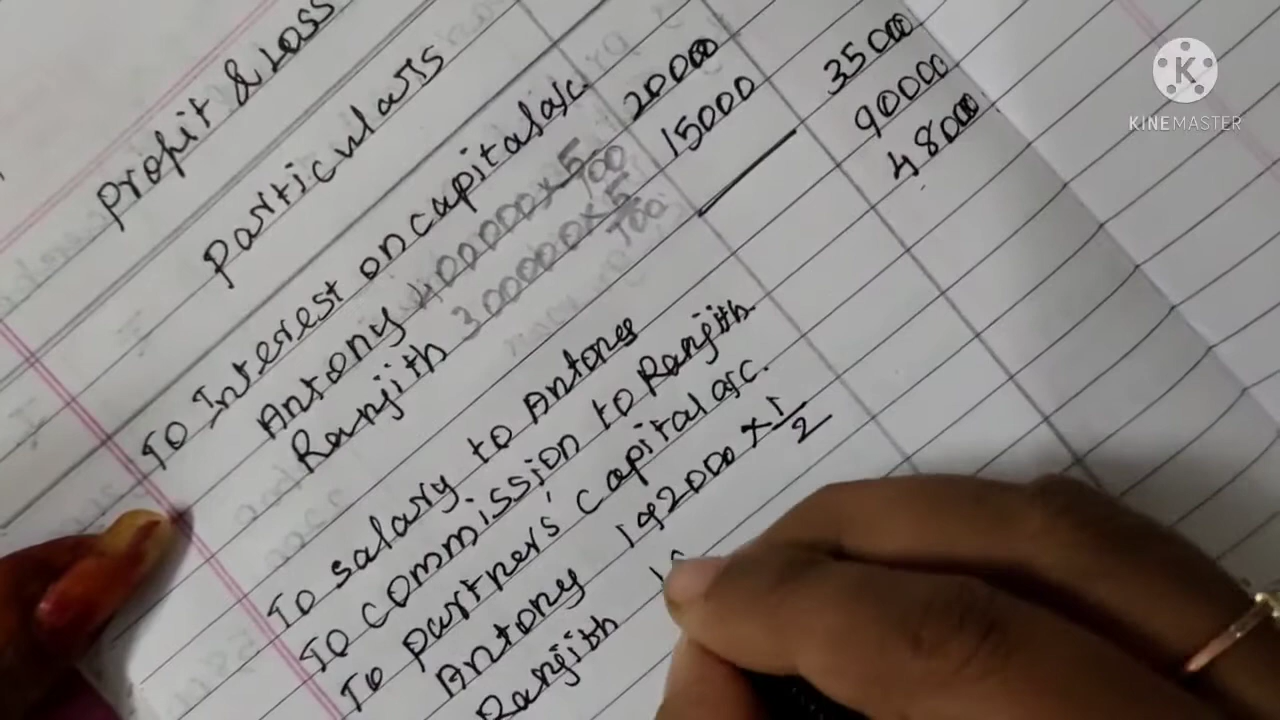 Profit & Loss
Particulars
To Interest on capital a/c
Antony 400000 × 5/100 20000
Ranjith 300000 × 5/100 15000 35000
To salary to Antony 90000
To commission to Ranjith 48000
To partners' capital a/c.
Antony 192000 × 1/2
Ranjith 19
KINEMASTER